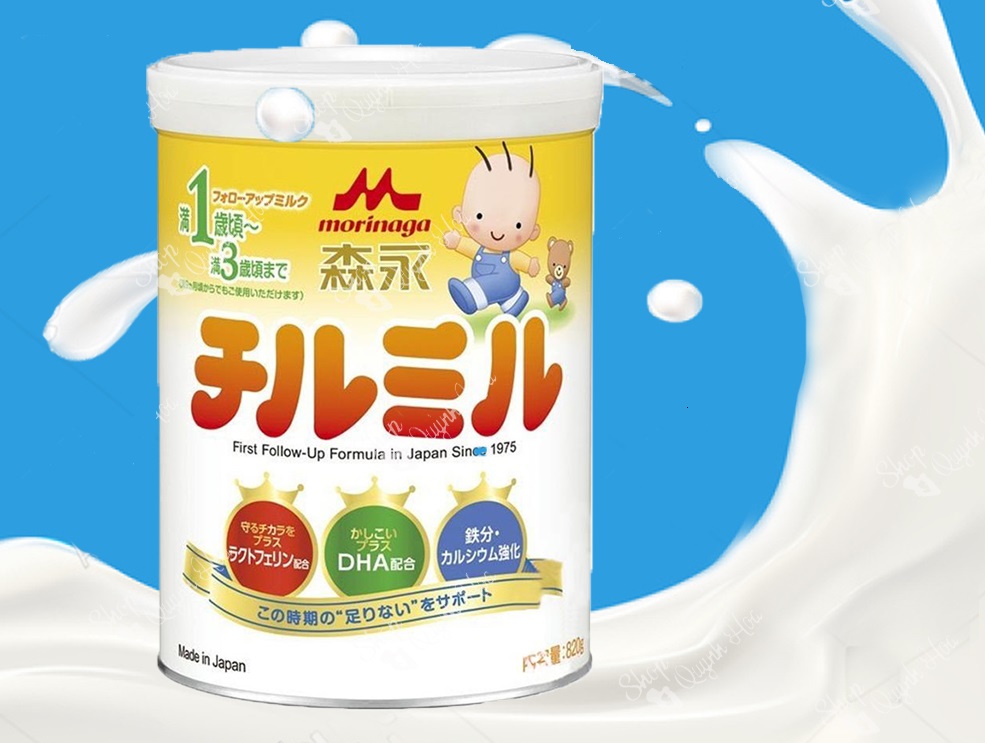 満1歳頃~
フォローアップミルク
満3歳頃まで
morinaga
森永
チルミル
First Follow-Up Formula in Japan Since 1975
守るチカラを
プラス
ラクトフェリン配合
かしこい
プラス
DHA配合
鉄分・
カルシウム強化
この時期の"足りない"をサポート
Made in Japan
量:820g
Shop
Quynh Hoc